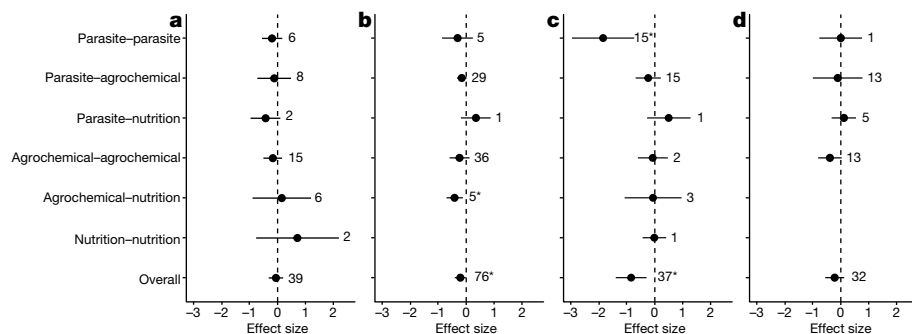 a b c d
Parasite–parasite 6 5 15* 1
Parasite–agrochemical 8 29 15 13
Parasite–nutrition 2 1 1 5
Agrochemical–agrochemical 15 36 2 13
Agrochemical–nutrition 6 5* 3
Nutrition–nutrition 2 1
Overall 39 76* 37* 32
–3 –2 –1 0 1 2 –3 –2 –1 0 1 2 –3 –2 –1 0 1 2 –3 –2 –1 0 1 2
Effect size Effect size Effect size Effect size